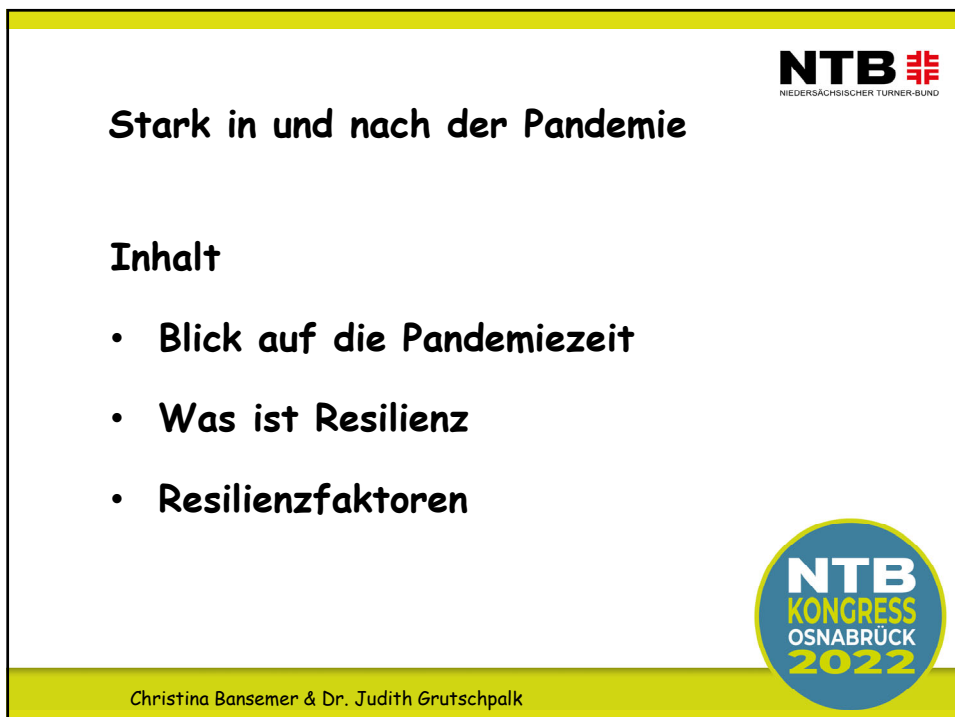 NTB
NIEDERSÄCHSISCHER TURNER-BUND
Stark in und nach der Pandemie
Inhalt
• Blick auf die Pandemiezeit
• Was ist Resilienz
• Resilienzfaktoren
NTB
KONGRESS
OSNABRÜCK
2022
Christina Bansemer & Dr. Judith Grutschpalk